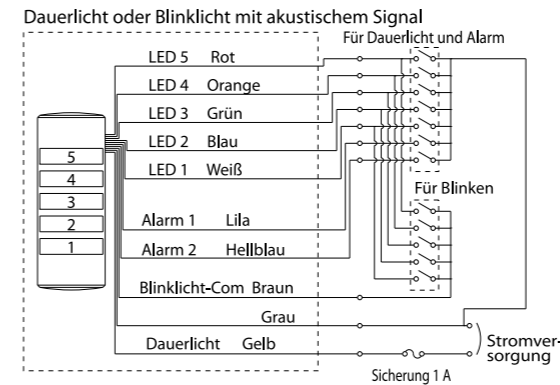 Dauerlicht oder Blinklicht mit akustischem Signal
Für Dauerlicht und Alarm
LED 5 Rot
LED 4 Orange
LED 3 Grün
LED 2 Blau
LED 1 Weiß
5
4
3
2
1
Für Blinken
Alarm 1 Lila
Alarm 2 Hellblau
Blinklicht-Com Braun
Grau
Dauerlicht Gelb
Stromver-
sorgung
Sicherung 1 A